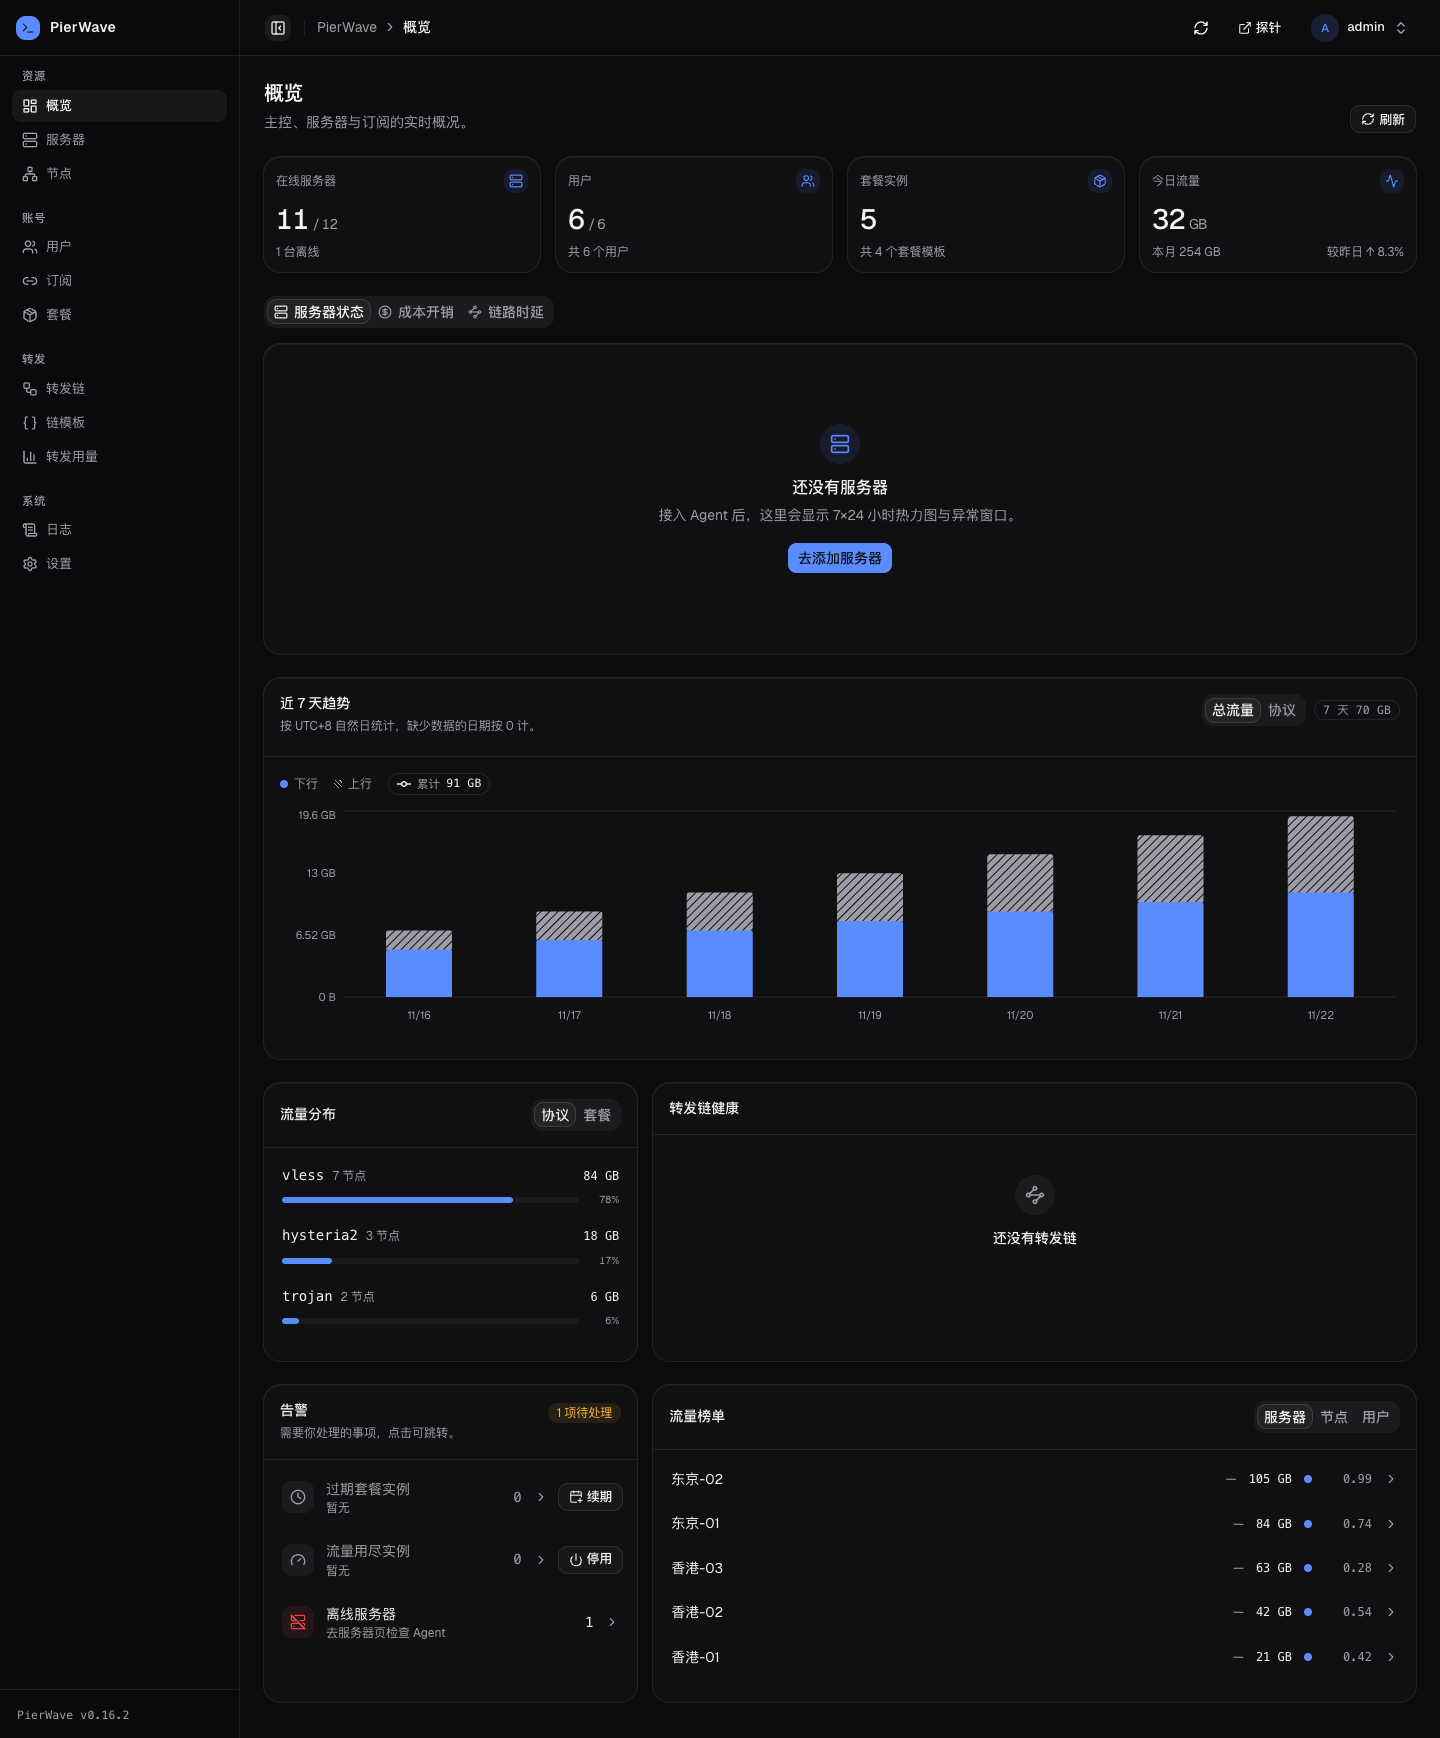 PierWave
PierWave > 概览
探针
A
admin
资源
概览
服务器
节点
账号
用户
订阅
套餐
转发
转发链
链模板
转发用量
系统
日志
设置
PierWave v0.16.2
概览
主控、服务器与订阅的实时概况。
刷新
在线服务器
11 / 12
1 台离线
用户
6 / 6
共 6 个用户
套餐实例
5
共 4 个套餐模板
今日流量
32 GB
本月 254 GB
较昨日 ↑ 8.3%
服务器状态
成本开销
链路时延
还没有服务器
接入 Agent 后，这里会显示 7×24 小时热力图与异常窗口。
去添加服务器
近 7 天趋势
按 UTC+8 自然日统计，缺少数据的日期按 0 计。
总流量
协议
7 天 70 GB
下行
上行
累计 91 GB
19.6 GB
13 GB
6.52 GB
0 B
11/16
11/17
11/18
11/19
11/20
11/21
11/22
流量分布
协议
套餐
vless 7 节点 84 GB
78%
hysteria2 3 节点 18 GB
17%
trojan 2 节点 6 GB
6%
转发链健康
还没有转发链
告警
需要你处理的事项，点击可跳转。
1 项待处理
过期套餐实例
暂无
0
续期
流量用尽实例
暂无
0
停用
离线服务器
去服务器页检查 Agent
1
流量榜单
服务器
节点
用户
东京-02 — 105 GB 0.99
东京-01 — 84 GB 0.74
香港-03 — 63 GB 0.28
香港-02 — 42 GB 0.54
香港-01 — 21 GB 0.42